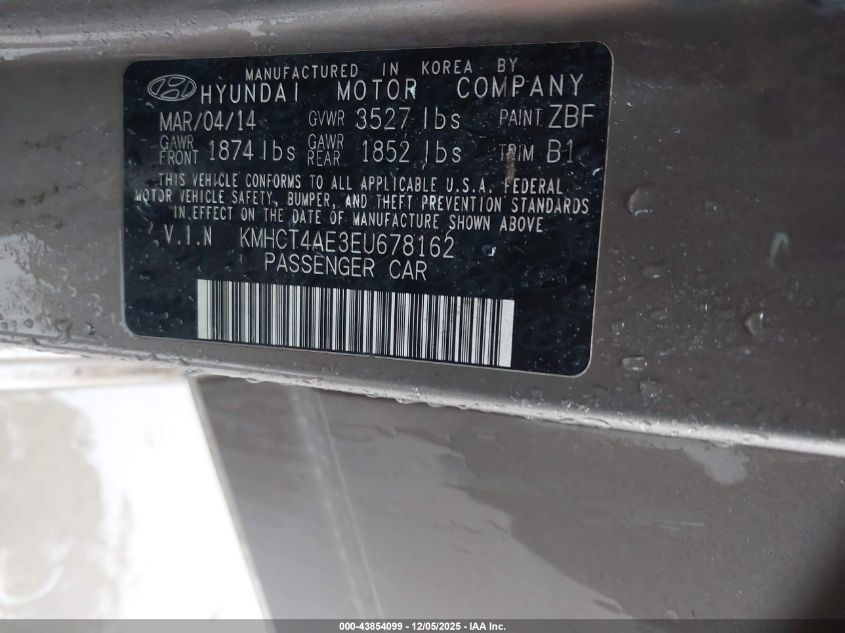 MANUFACTURED IN KOREA BY
HYUNDAI MOTOR COMPANY
MAR/04/14 GVWR 3527 lbs PAINT ZBF
GAWR FRONT 1874 lbs GAWR REAR 1852 lbs TRIM B1
THIS VEHICLE CONFORMS TO ALL APPLICABLE U.S.A. FEDERAL
MOTOR VEHICLE SAFETY, BUMPER, AND THEFT PREVENTION STANDARDS
IN EFFECT ON THE DATE OF MANUFACTURE SHOWN ABOVE
V.I.N KMHCT4AE3EU678162
PASSENGER CAR
000-43854099 - 12/05/2025 - IAA Inc.